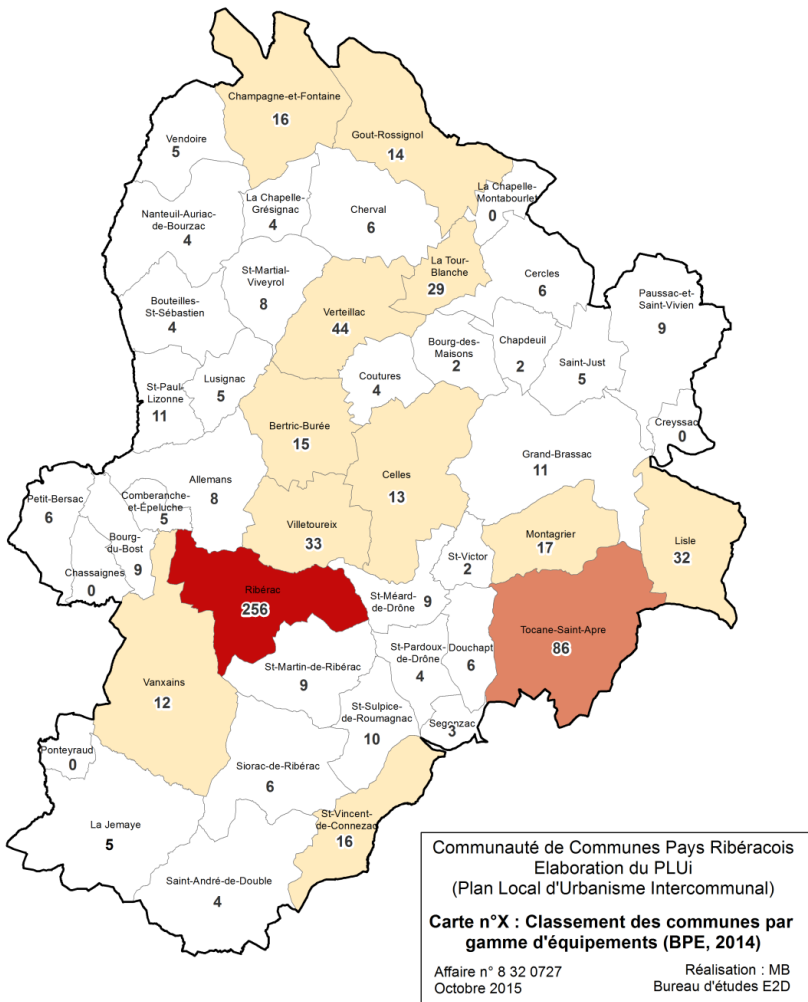 Champagne-et-Fontaine
16
Gout-Rossignol
14
Vendoire
5
La Chapelle-
Montabourlet
0
La Chapelle-
Grésignac
4
Cherval
6
Nanteuil-Auriac-
de-Bourzac
4
La Tour-
Blanche
29
St-Martial-
Viveyrol
8
Cercles
6
Paussac-et-
Saint-Vivien
9
Bouteilles-
St-Sébastien
4
Verteillac
44
Bourg-des-
Maisons
2
Chapdeuil
2
Saint-Just
5
Coutures
4
St-Paul-
Lizonne
11
Lusignac
5
Creyssac
0
Bertric-Burée
15
Grand-Brassac
11
Celles
13
Allemans
8
Petit-Bersac
6
Comberanche-
et-Épeluche
5
Villetoureix
33
Montagrier
17
Lisle
32
Bourg-
du-Bost
9
St-Victor
2
Chassaignes
0
Ribérac
256
St-Méard-
de-Drône
9
Tocane-Saint-Apre
86
St-Pardoux-
de-Drône
4
Douchapt
6
St-Martin-de-Ribérac
9
Vanxains
12
St-Sulpice-
de-Roumagnac
10
Segonzac
3
Ponteyraud
0
Siorac-de-Ribérac
6
St-Vincent-
de-Connezac
16
La Jemaye
5
Saint-André-de-Double
4
Communauté de Communes Pays Ribéracois
Elaboration du PLUi
(Plan Local d'Urbanisme Intercommunal)
Carte n°X : Classement des communes par
gamme d'équipements (BPE, 2014)
Affaire n° 8 32 0727 Réalisation : MB
Octobre 2015 Bureau d'études E2D